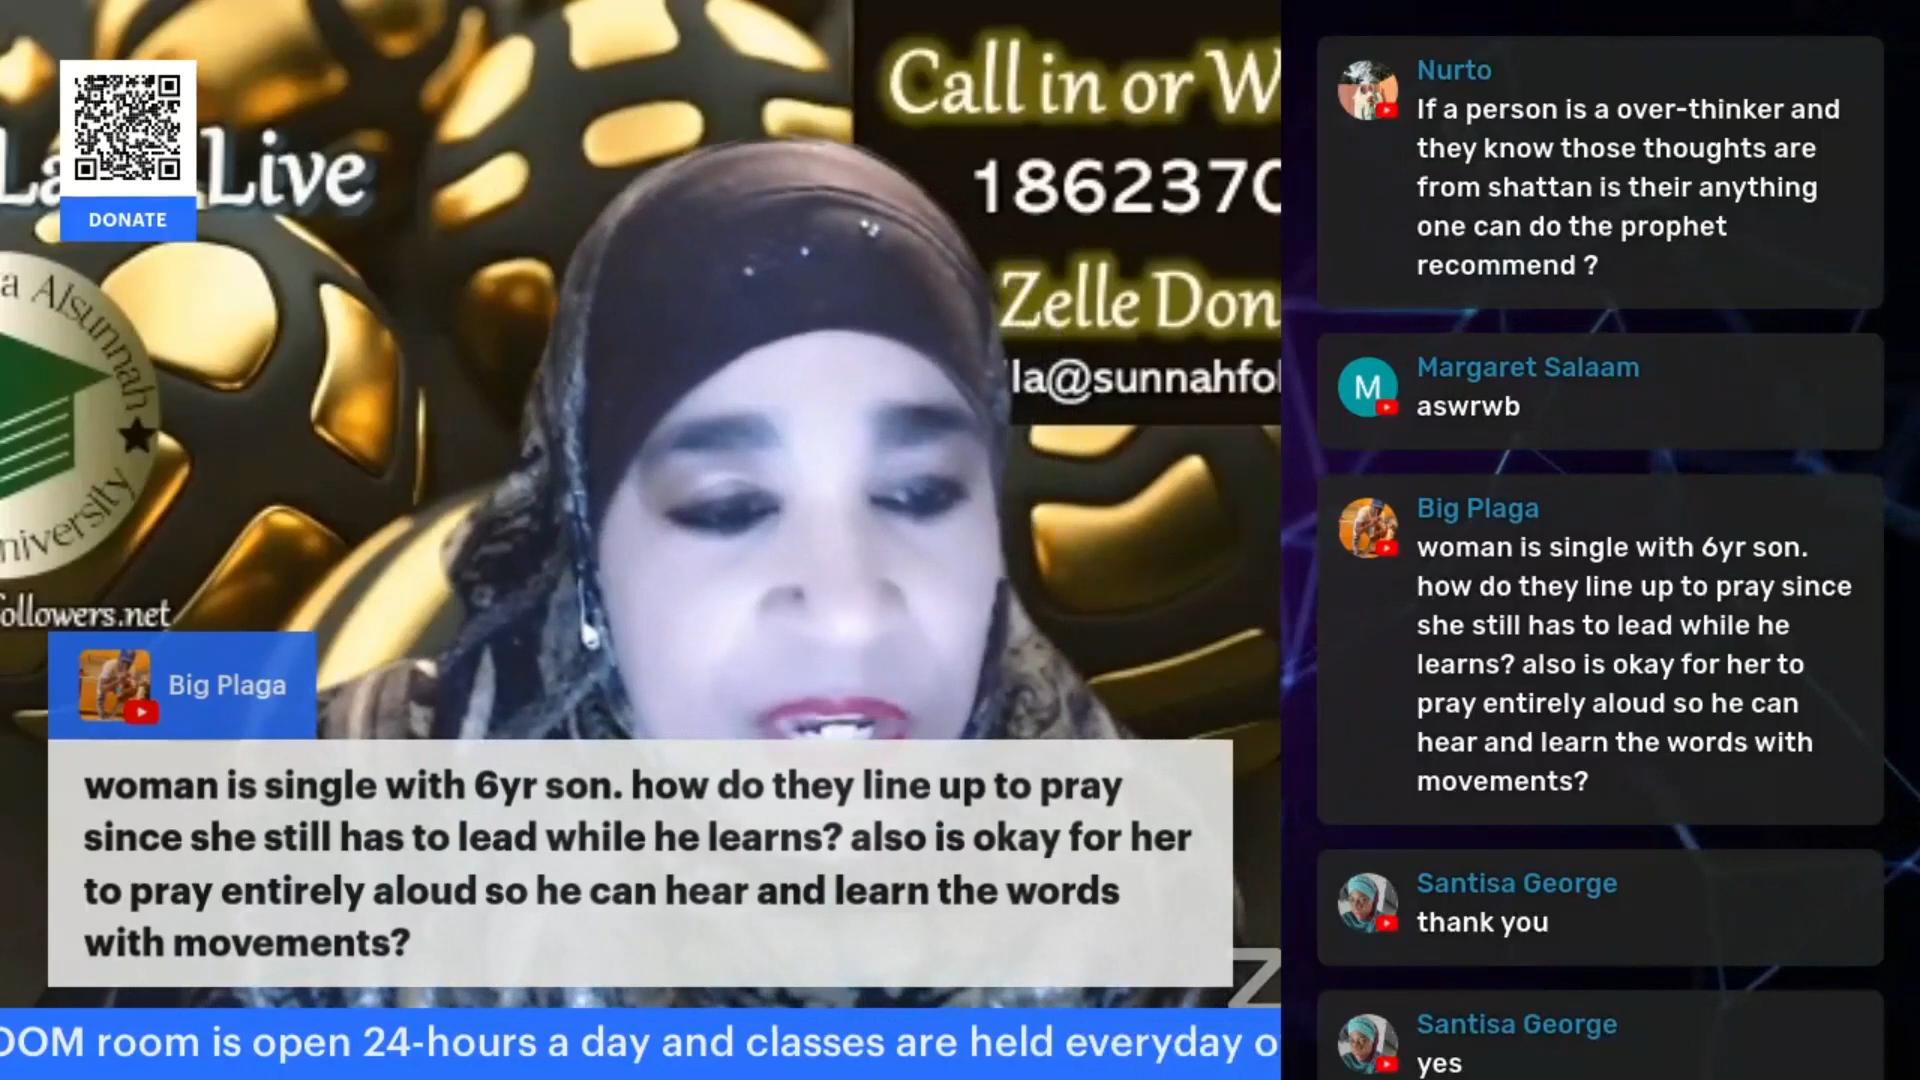 La Live
DONATE
Call in or W
1862370
Zelle Don
la@sunnahfol
a Alsunnah
niversity
followers.net
Big Plaga
woman is single with 6yr son. how do they line up to pray
since she still has to lead while he learns? also is okay for her
to pray entirely aloud so he can hear and learn the words
with movements?
OOM room is open 24-hours a day and classes are held everyday o
Z
Nurto
If a person is a over-thinker and
they know those thoughts are
from shattan is their anything
one can do the prophet
recommend ?
M
Margaret Salaam
aswrwb
Big Plaga
woman is single with 6yr son.
how do they line up to pray since
she still has to lead while he
learns? also is okay for her to
pray entirely aloud so he can
hear and learn the words with
movements?
Santisa George
thank you
Santisa George
yes